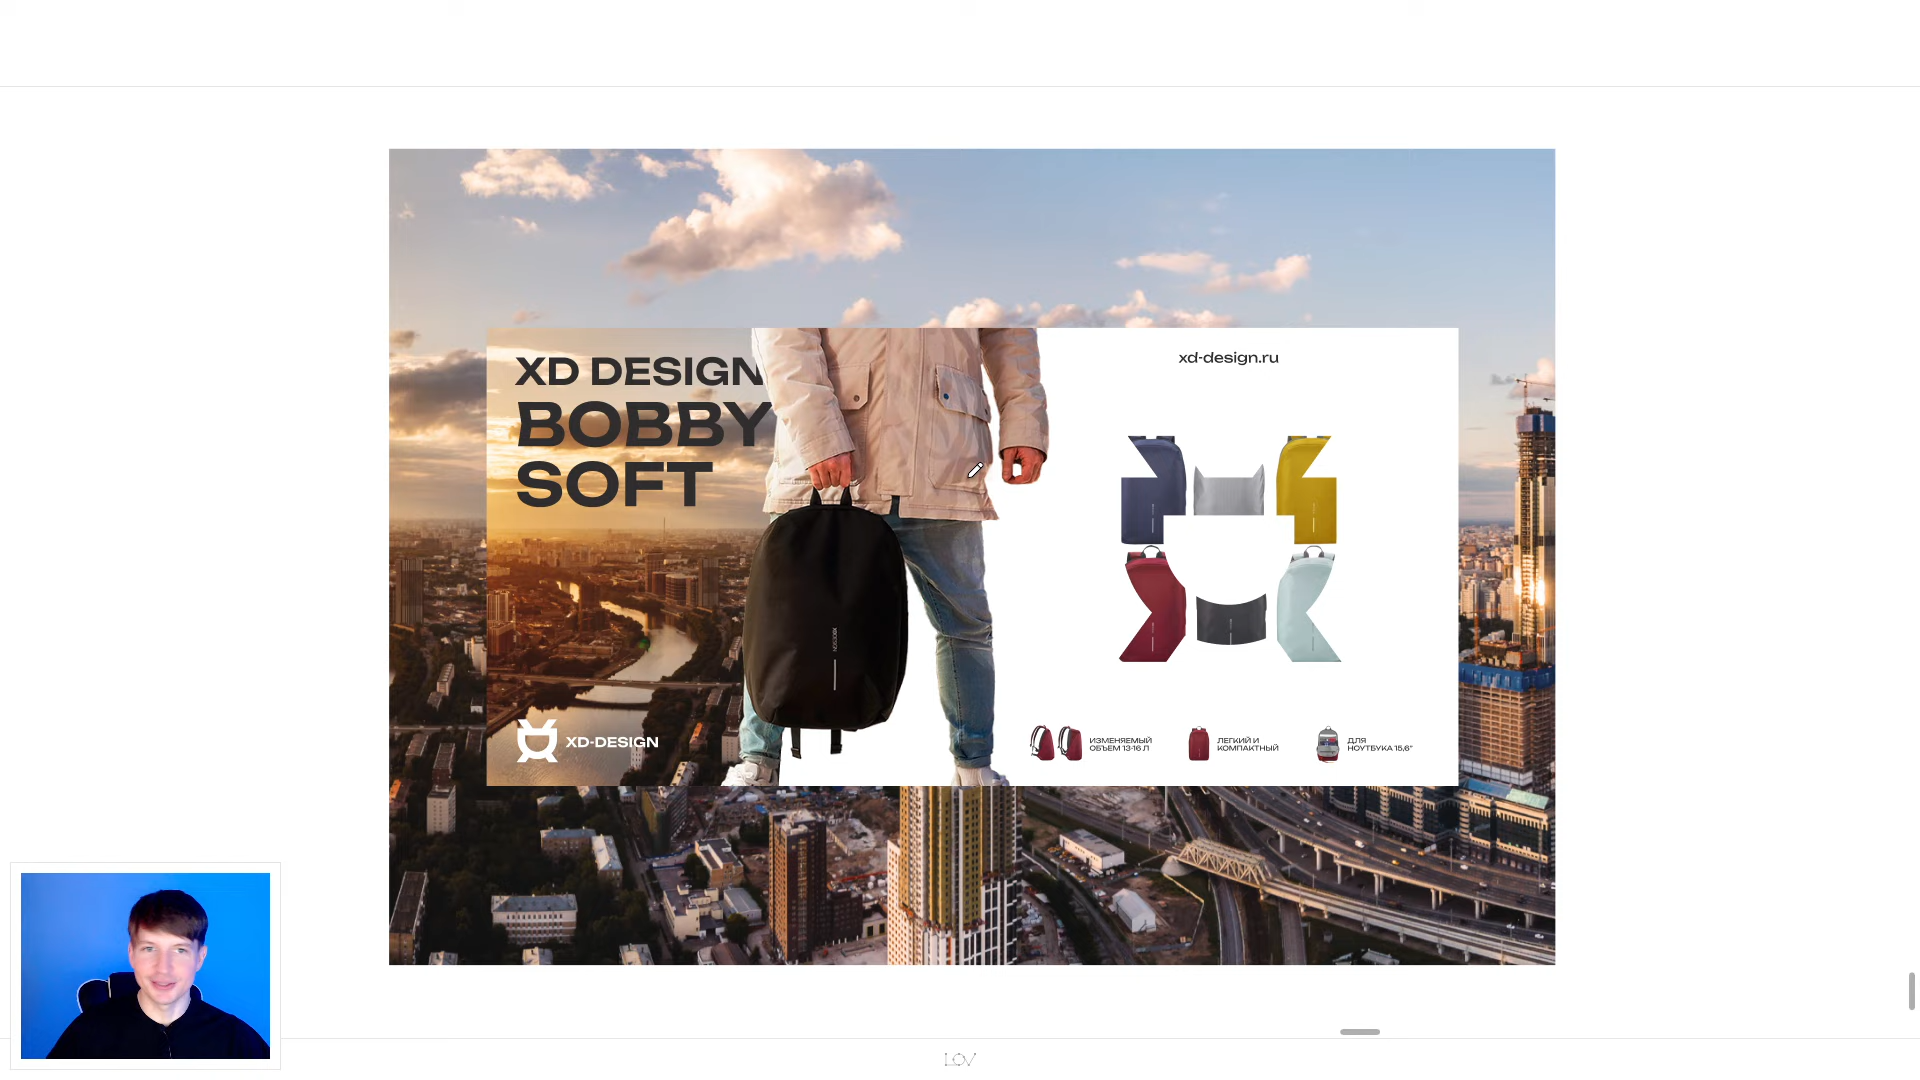 XD DESIGN
BOBBY
SOFT
XD-DESIGN
xd-design.ru
ИЗМЕНЯЕМЫЙ
ОБЪЕМ 13-16 Л
ЛЕГКИЙ И
КОМПАКТНЫЙ
ДЛЯ
НОУТБУКА 15,6"
LOV